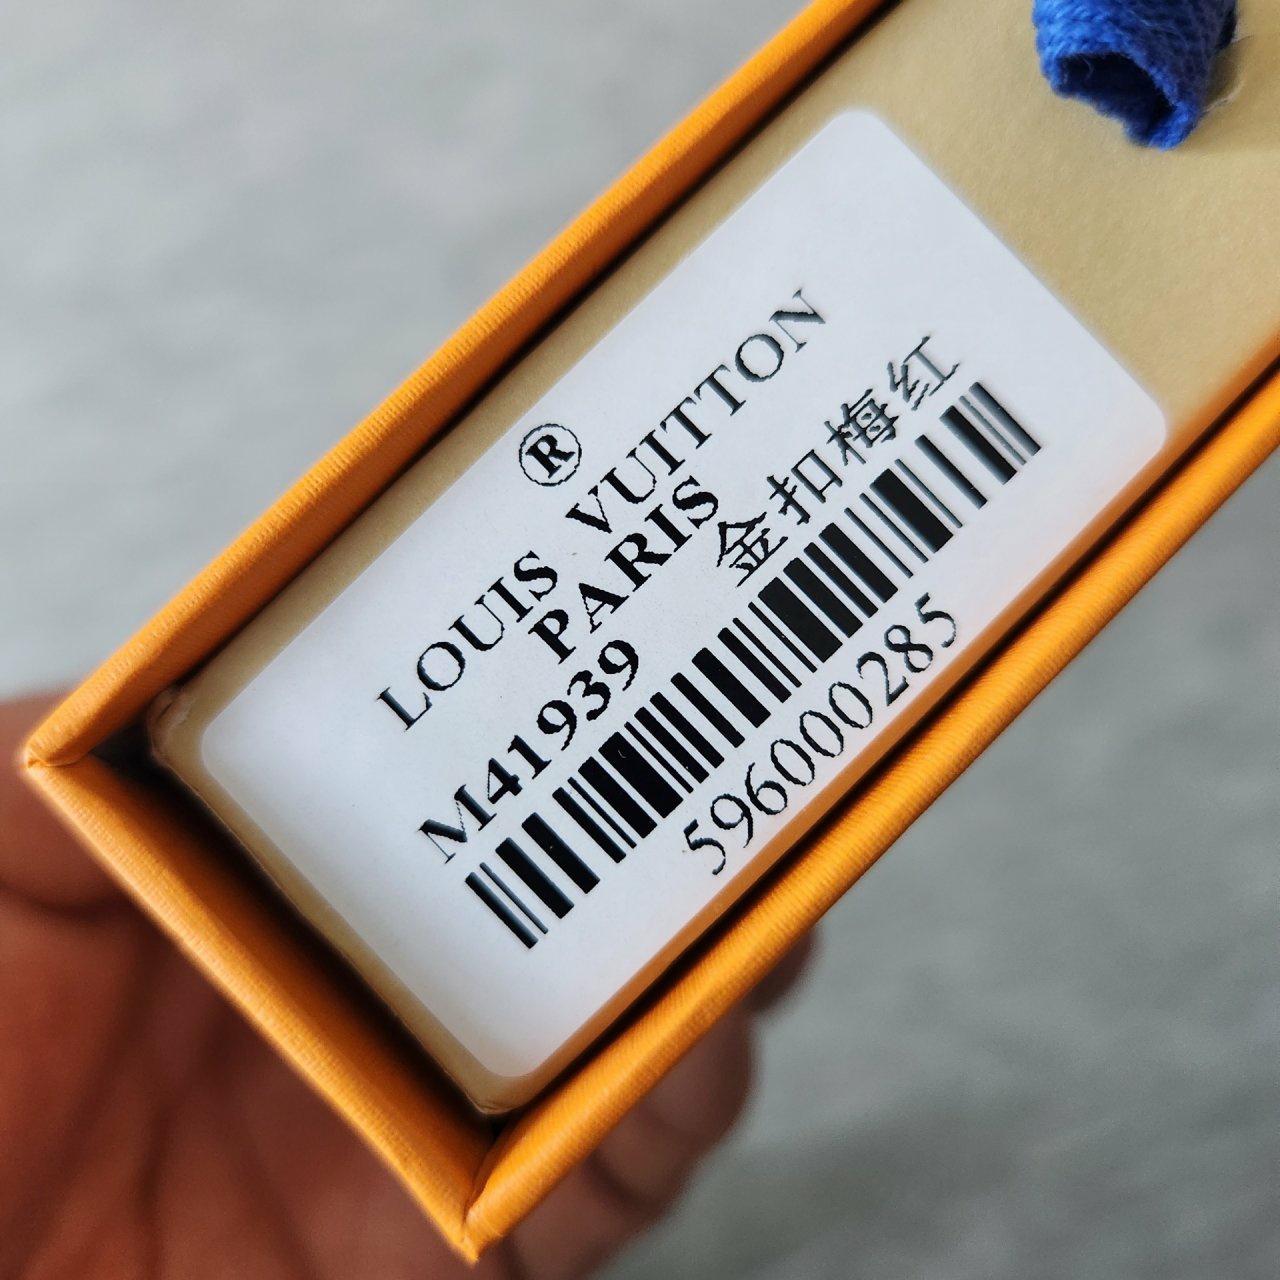 ®
LOUIS VUITTON
PARIS
M41939 金扣梅红
596000285